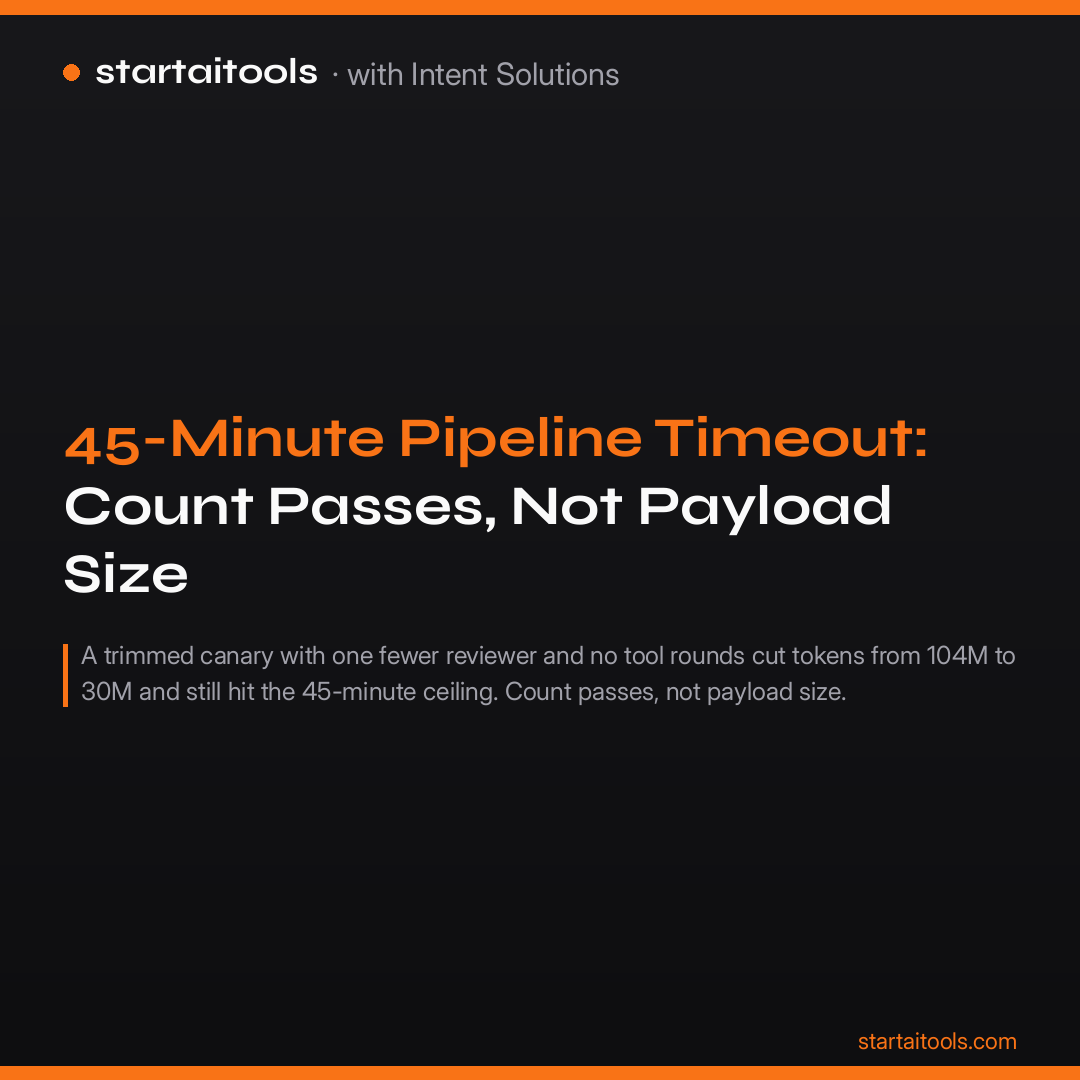 startaitools · with Intent Solutions
45-Minute Pipeline Timeout:
Count Passes, Not Payload
Size
A trimmed canary with one fewer reviewer and no tool rounds cut tokens from 104M to
30M and still hit the 45-minute ceiling. Count passes, not payload size.
startaitools.com